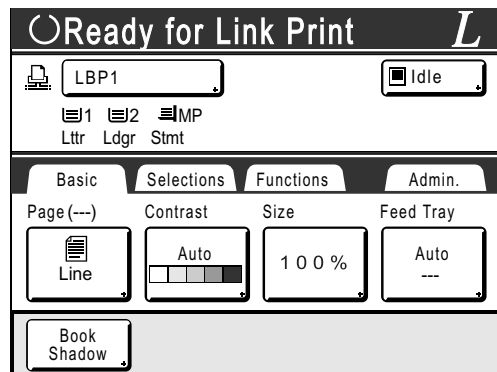 Ready for Link Print L
LBP1
Idle
1 2 MP
Lttr Ldgr Stmt
Basic Selections Functions Admin.
Page(---) Contrast Size Feed Tray
Line
Auto
100%
Auto
---
Book
Shadow